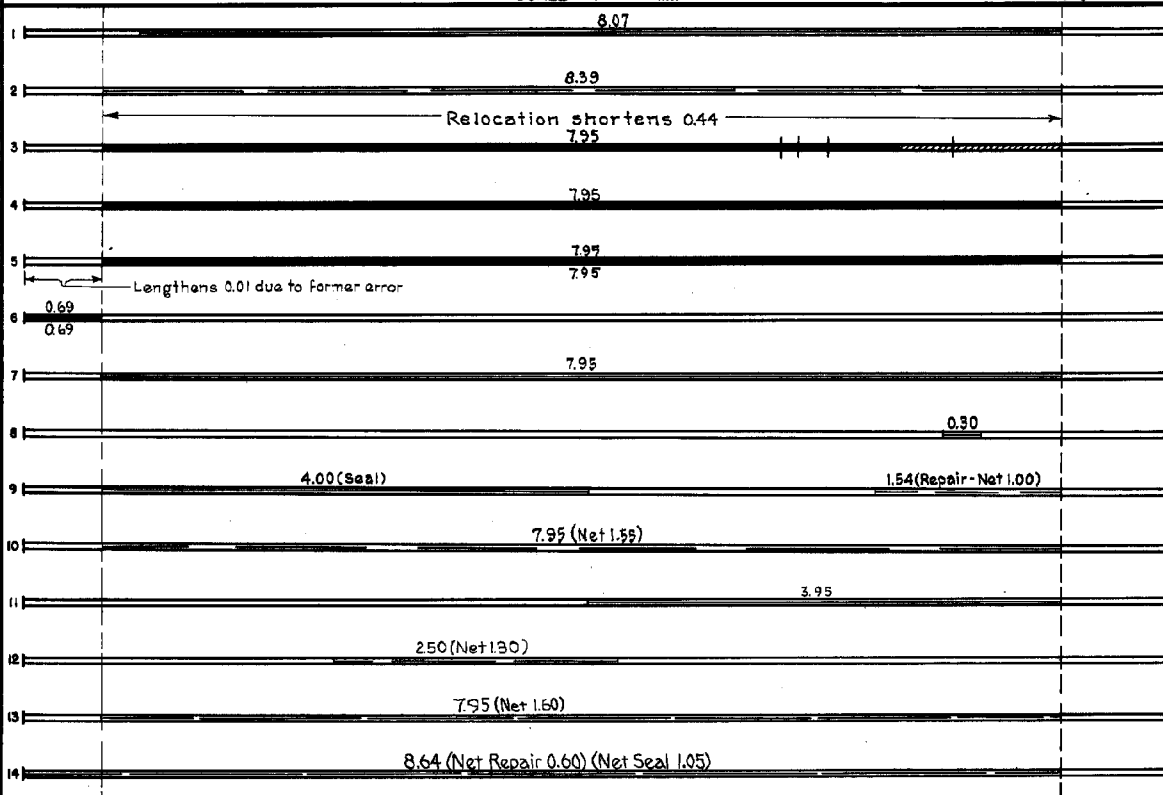 1 8.07
2 8.39
Relocation shortens 0.44
3 7.95
4 7.95
5 7.95
7.95
Lengthens 0.01 due to former error
0.69
6
0.69
7 7.95
8 0.30
9 4.00 (Seal) 1.54 (Repair-Net 1.00)
10 7.95 (Net 1.55)
11 3.95
12 2.50 (Net 1.30)
13 7.95 (Net 1.60)
14 8.64 (Net Repair 0.60) (Net Seal 1.05)